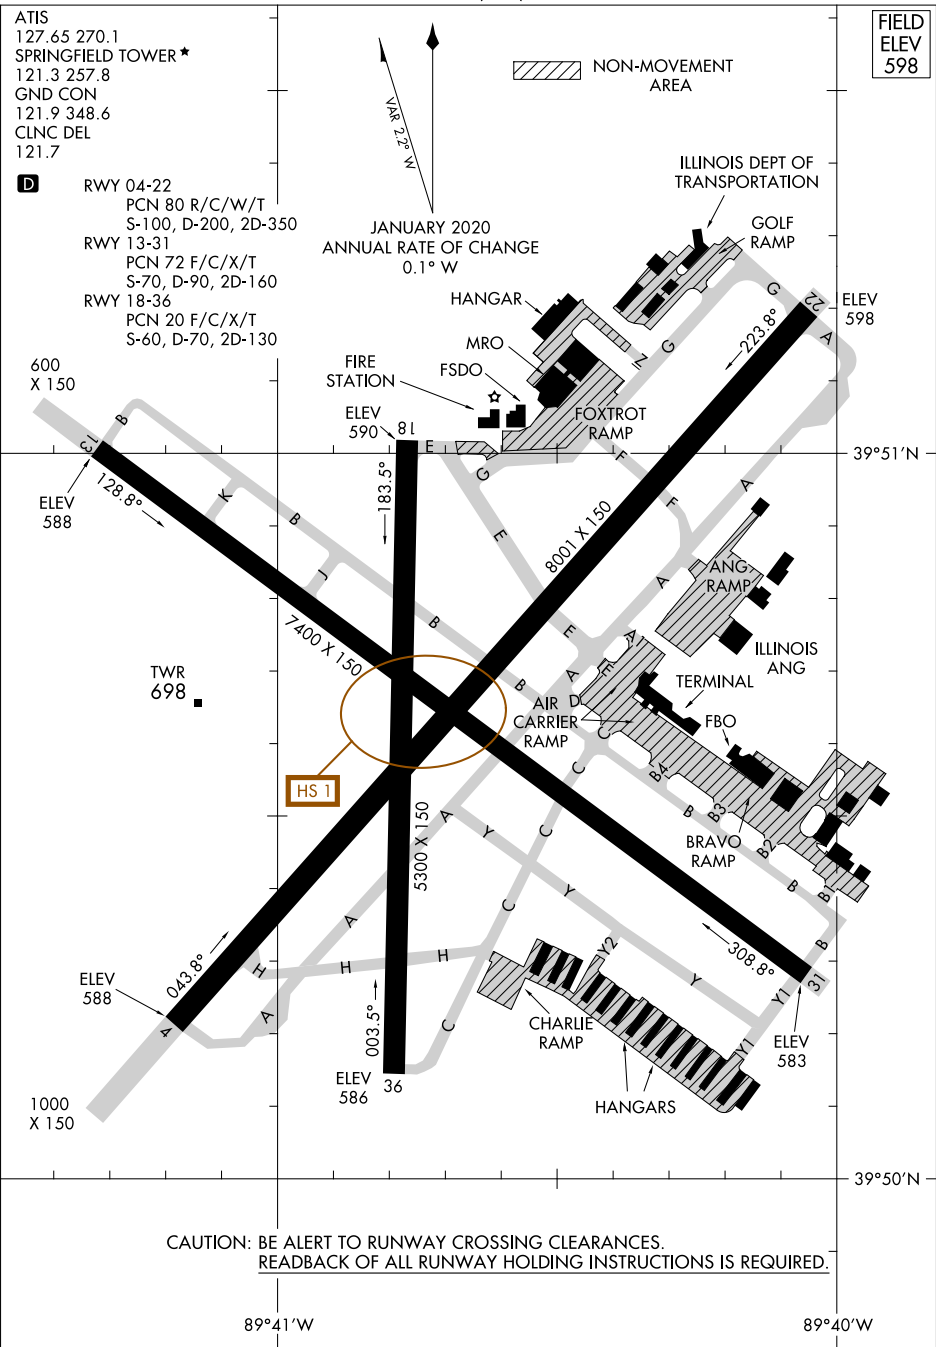 ATIS
127.65 270.1
SPRINGFIELD TOWER★
121.3 257.8
GND CON
121.9 348.6
CLNC DEL
121.7
D
RWY 04-22
PCN 80 R/C/W/T
S-100, D-200, 2D-350
RWY 13-31
PCN 72 F/C/X/T
S-70, D-90, 2D-160
RWY 18-36
PCN 20 F/C/X/T
S-60, D-70, 2D-130
VAR 2.2° W
JANUARY 2020
ANNUAL RATE OF CHANGE
0.1° W
NON-MOVEMENT
AREA
FIELD
ELEV
598
ILLINOIS DEPT OF
TRANSPORTATION
GOLF
RAMP
G
22
ELEV
598
A
223.8°
HANGAR
MRO
FSDO
FIRE
STATION
Z
G
FOXTROT
RAMP
600
X 150
B
13
ELEV
588
128.8°
ELEV
590
18
E
G
183.5°
F
F
A
39°51'N
K
B
J
E
8001 X 150
ANG
RAMP
A
7400 X 150
B
E
A1
ILLINOIS
ANG
TWR
698
B
A
E
D
TERMINAL
AIR
CARRIER
RAMP
FBO
C
C
B4
HS 1
B
B3
BRAVO
RAMP
B2
B
B1
5300 X 150
A
Y
C
Y
C
A
H
H
H
C
Y2
Y
308.8°
B
31
Y1
ELEV
588
043.8°
A
4
003.5°
C
CHARLIE
RAMP
Y1
ELEV
583
ELEV
586
36
HANGARS
1000
X 150
39°50'N
CAUTION: BE ALERT TO RUNWAY CROSSING CLEARANCES.
READBACK OF ALL RUNWAY HOLDING INSTRUCTIONS IS REQUIRED.
89°41'W
89°40'W